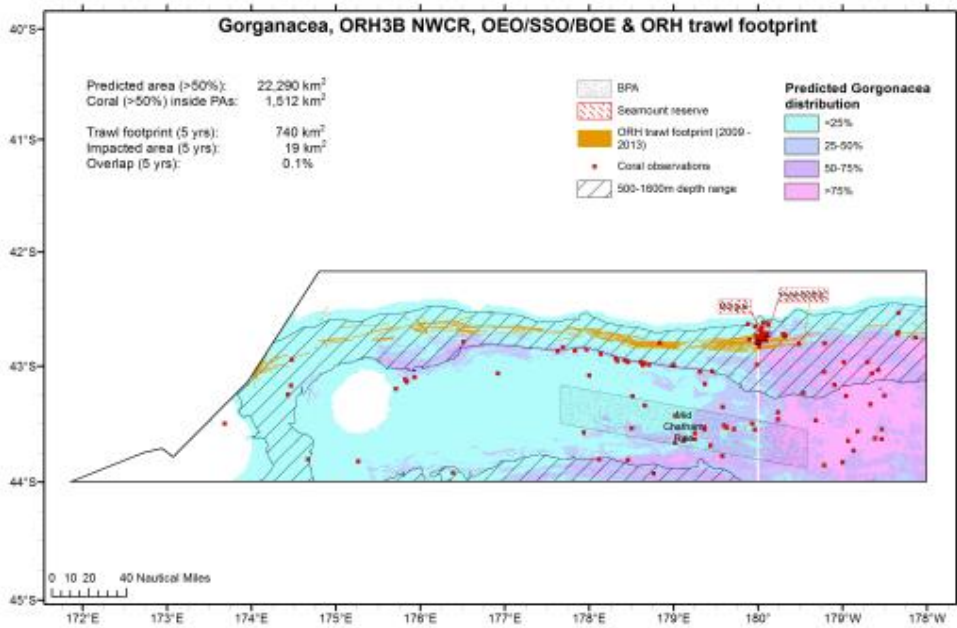 Gorganacea, ORH3B NWCR, OEO/SSO/BOE & ORH trawl footprint
Predicted area (>50%): 22,290 km²
Coral (>50%) inside PAs: 1,512 km²
Trawl footprint (5 yrs): 740 km²
Impacted area (5 yrs): 19 km²
Overlap (5 yrs): 0.1%
BPA
Seamount reserve
ORH trawl footprint (2009 -
2013)
Coral observations
500-1600m depth range
Predicted Gorgonacea
distribution
<25%
25-50%
50-75%
>75%
40°S
41°S
42°S
43°S
44°S
45°S
Mid
Chatham
Rise
0 10 20 40 Nautical Miles
172°E 173°E 174°E 175°E 176°E 177°E 178°E 179°E 180° 179°W 178°W